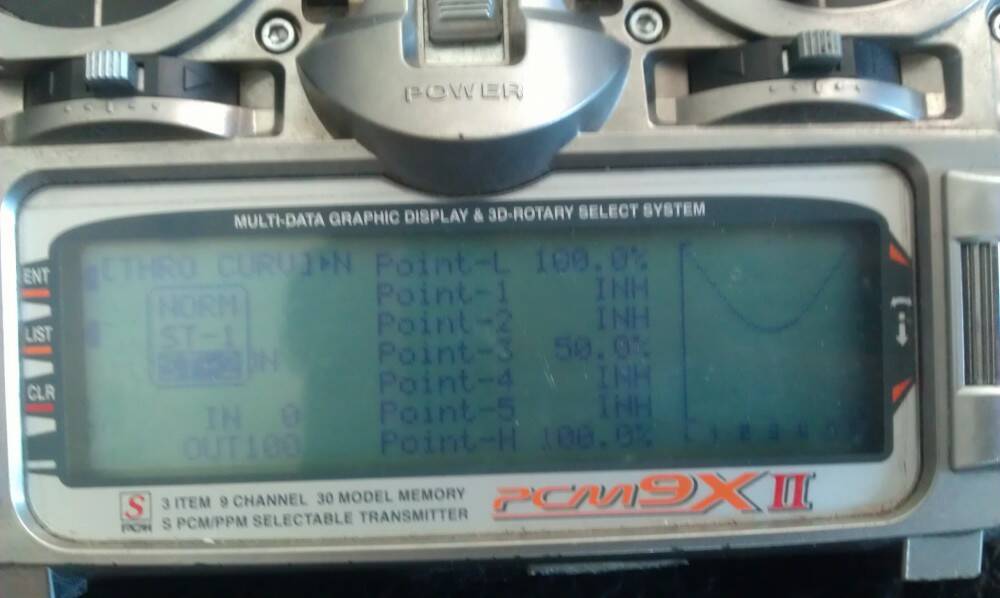 POWER
MULTI-DATA GRAPHIC DISPLAY & 3D-ROTARY SELECT SYSTEM
ENT
LIST
CLR
[THRO CURV]▸N
NORM
ST-1
IN 0
OUT100
Point-L 100.0%
Point-1 INH
Point-2 INH
Point-3 50.0%
Point-4 INH
Point-5 INH
Point-H 100.0%
S
PCM
3 ITEM 9 CHANNEL 30 MODEL MEMORY
S PCM/PPM SELECTABLE TRANSMITTER
PCM9X II